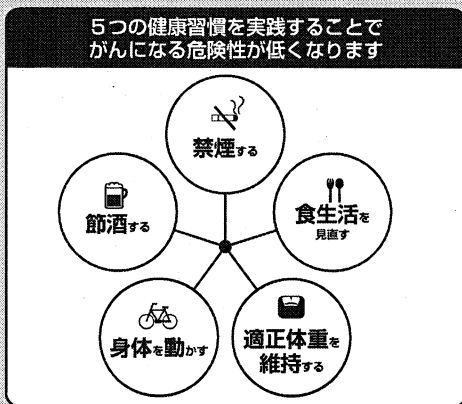 5つの健康習慣を実践することで
がんになる危険性が低くなります
禁煙する
食生活を
見直す
適正体重を
維持する
身体を動かす
節酒する